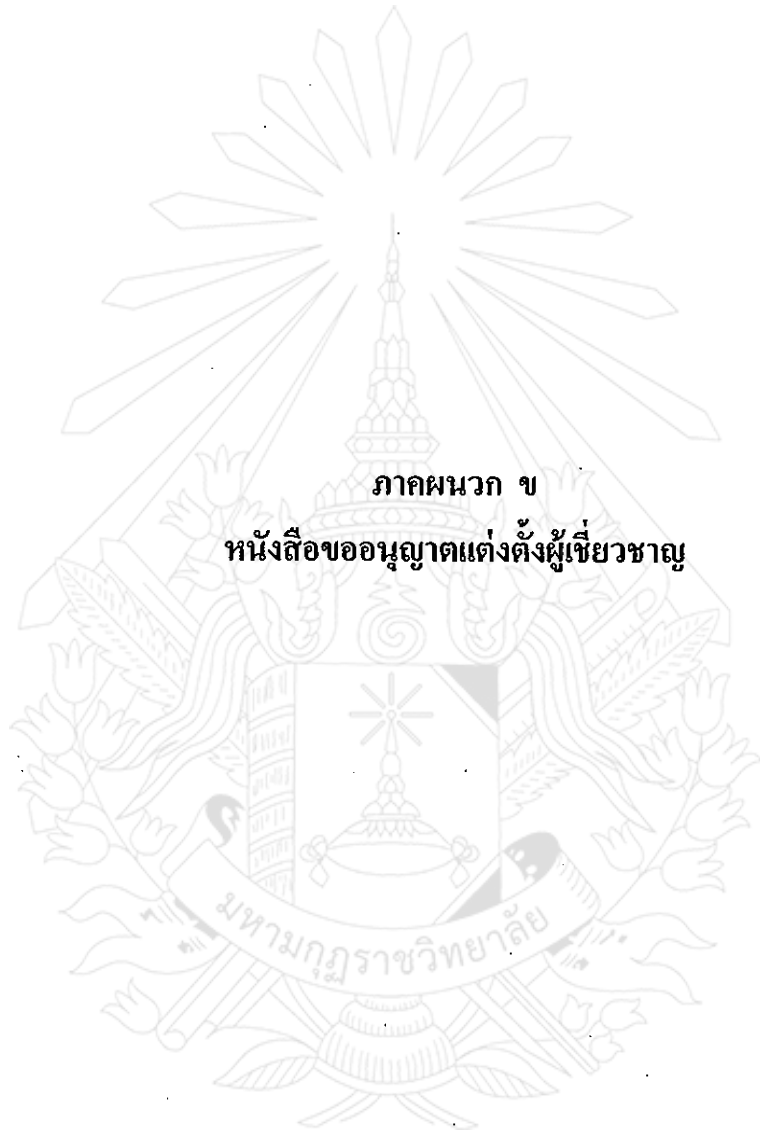 ภาคผนวก ข
หนังสือขออนุญาตแต่งตั้งผู้เชี่ยวชาญ
มหามกุฏราชวิทยาลัย